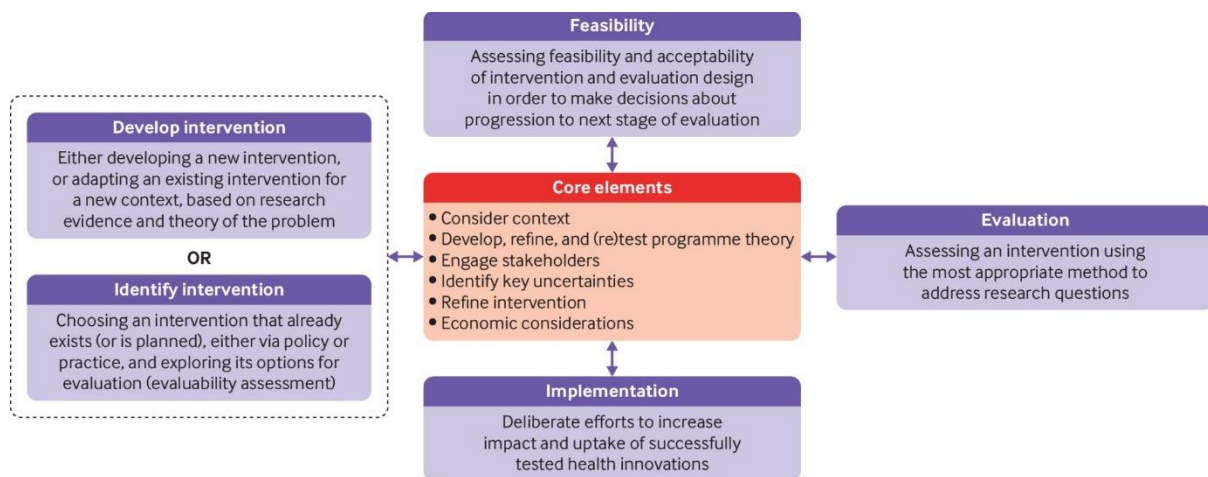 Feasibility
Assessing feasibility and acceptability
of intervention and evaluation design
in order to make decisions about
progression to next stage of evaluation
Develop intervention
Either developing a new intervention,
or adapting an existing intervention for
a new context, based on research
evidence and theory of the problem
OR
Identify intervention
Choosing an intervention that already
exists (or is planned), either via policy or
practice, and exploring its options for
evaluation (evaluability assessment)
Core elements
• Consider context
• Develop, refine, and (re)test programme theory
• Engage stakeholders
• Identify key uncertainties
• Refine intervention
• Economic considerations
Evaluation
Assessing an intervention using
the most appropriate method to
address research questions
Implementation
Deliberate efforts to increase
impact and uptake of successfully
tested health innovations